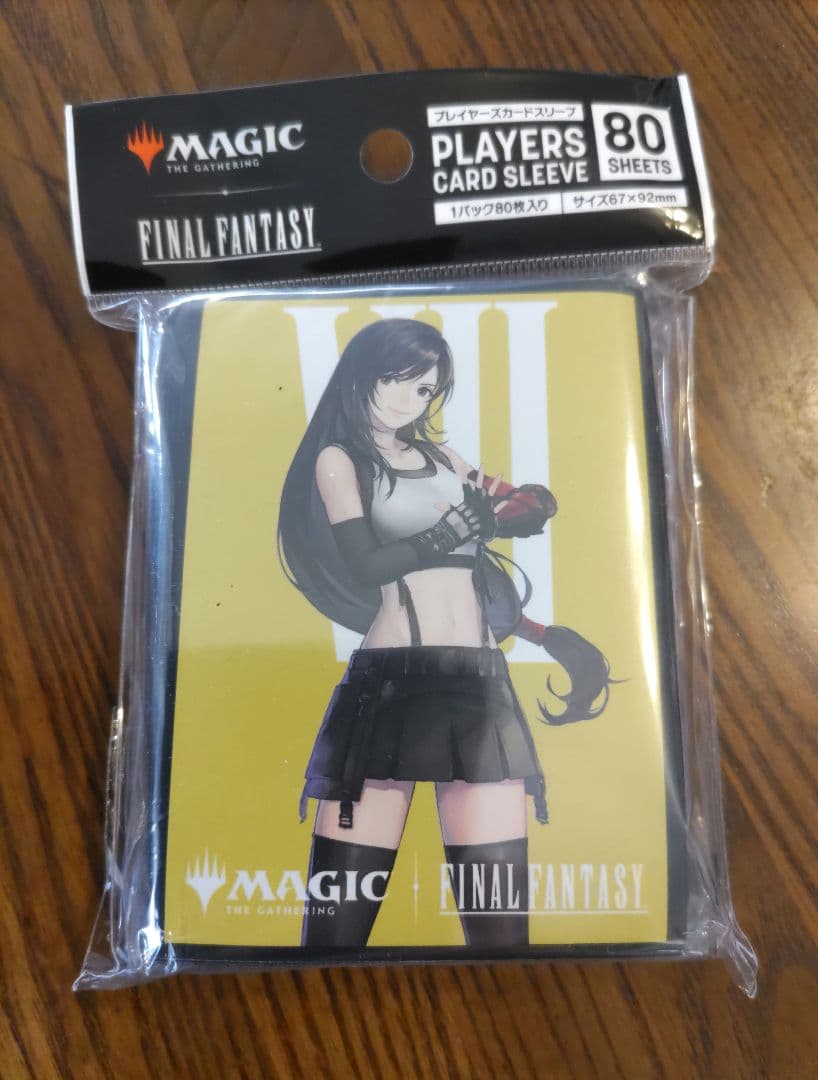 MAGIC
THE GATHERING
FINAL FANTASY
プレイヤーズカードスリーブ
PLAYERS
CARD SLEEVE
80
SHEETS
1パック80枚入り
サイズ67×92mm
VII
MAGIC
THE GATHERING
FINAL FANTASY